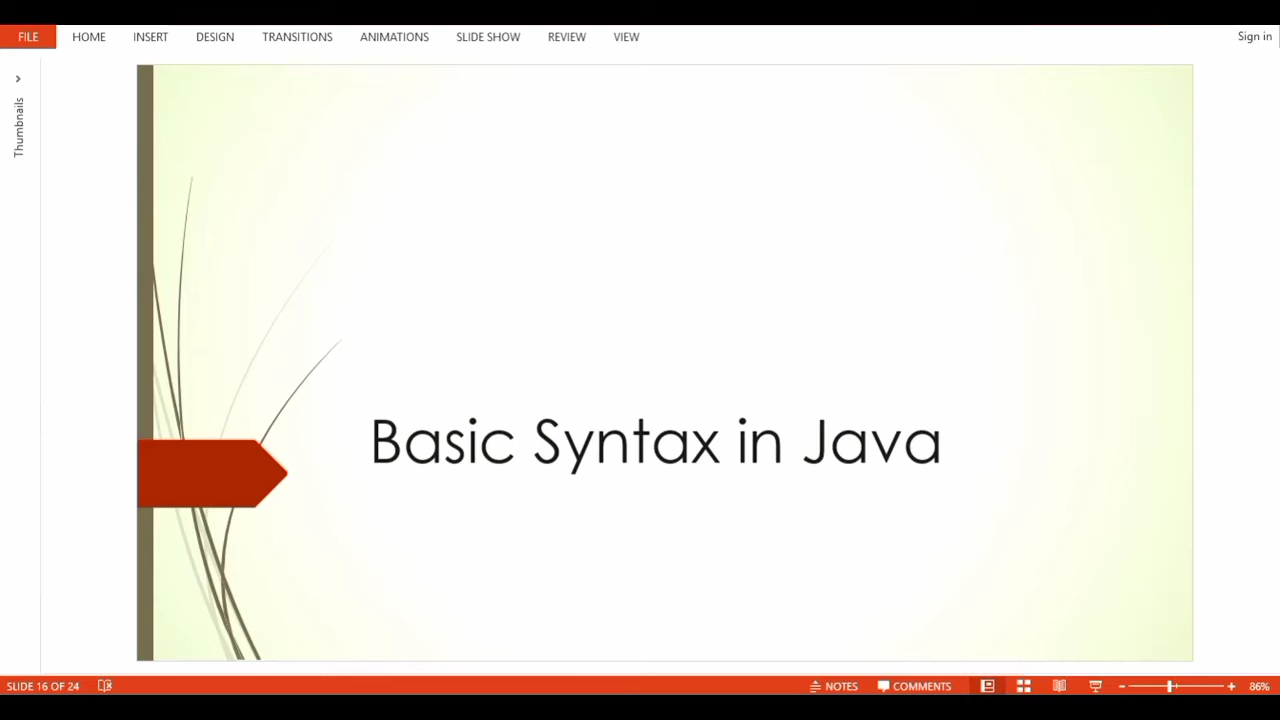 FILE HOME INSERT DESIGN TRANSITIONS ANIMATIONS SLIDE SHOW REVIEW VIEW Sign in
Thumbnails
Basic Syntax in Java
SLIDE 16 OF 24 NOTES COMMENTS 86%